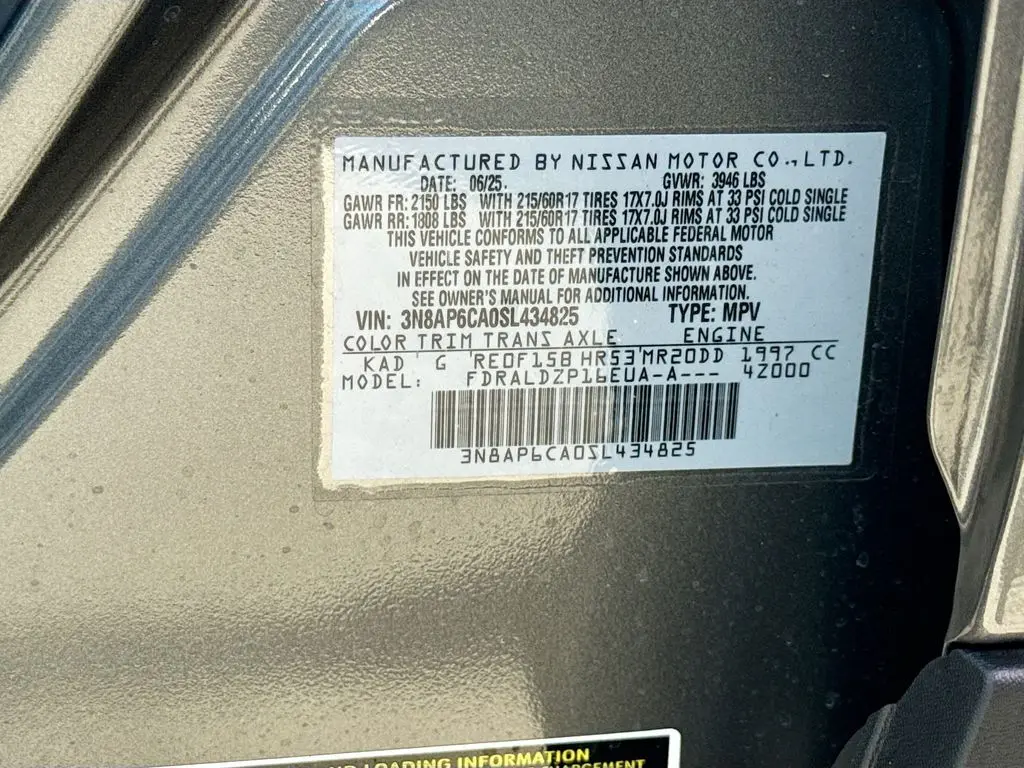 MANUFACTURED BY NISSAN MOTOR CO.,LTD.
DATE: 06/25. GVWR: 3946 LBS
GAWR FR: 2150 LBS WITH 215/60R17 TIRES 17X7.0J RIMS AT 33 PSI COLD SINGLE
GAWR RR: 1808 LBS WITH 215/60R17 TIRES 17X7.0J RIMS AT 33 PSI COLD SINGLE
THIS VEHICLE CONFORMS TO ALL APPLICABLE FEDERAL MOTOR
VEHICLE SAFETY AND THEFT PREVENTION STANDARDS
IN EFFECT ON THE DATE OF MANUFACTURE SHOWN ABOVE.
SEE OWNER'S MANUAL FOR ADDITIONAL INFORMATION.
VIN: 3N8AP6CA0SL434825 TYPE: MPV
COLOR TRIM TRANS AXLE ENGINE
KAD G RE0F15B HR53 MR20DD 1997 CC
MODEL: FDRALDZP16EUA-A--- 4Z000
3N8AP6CA0SL434825
LOADING INFORMATION